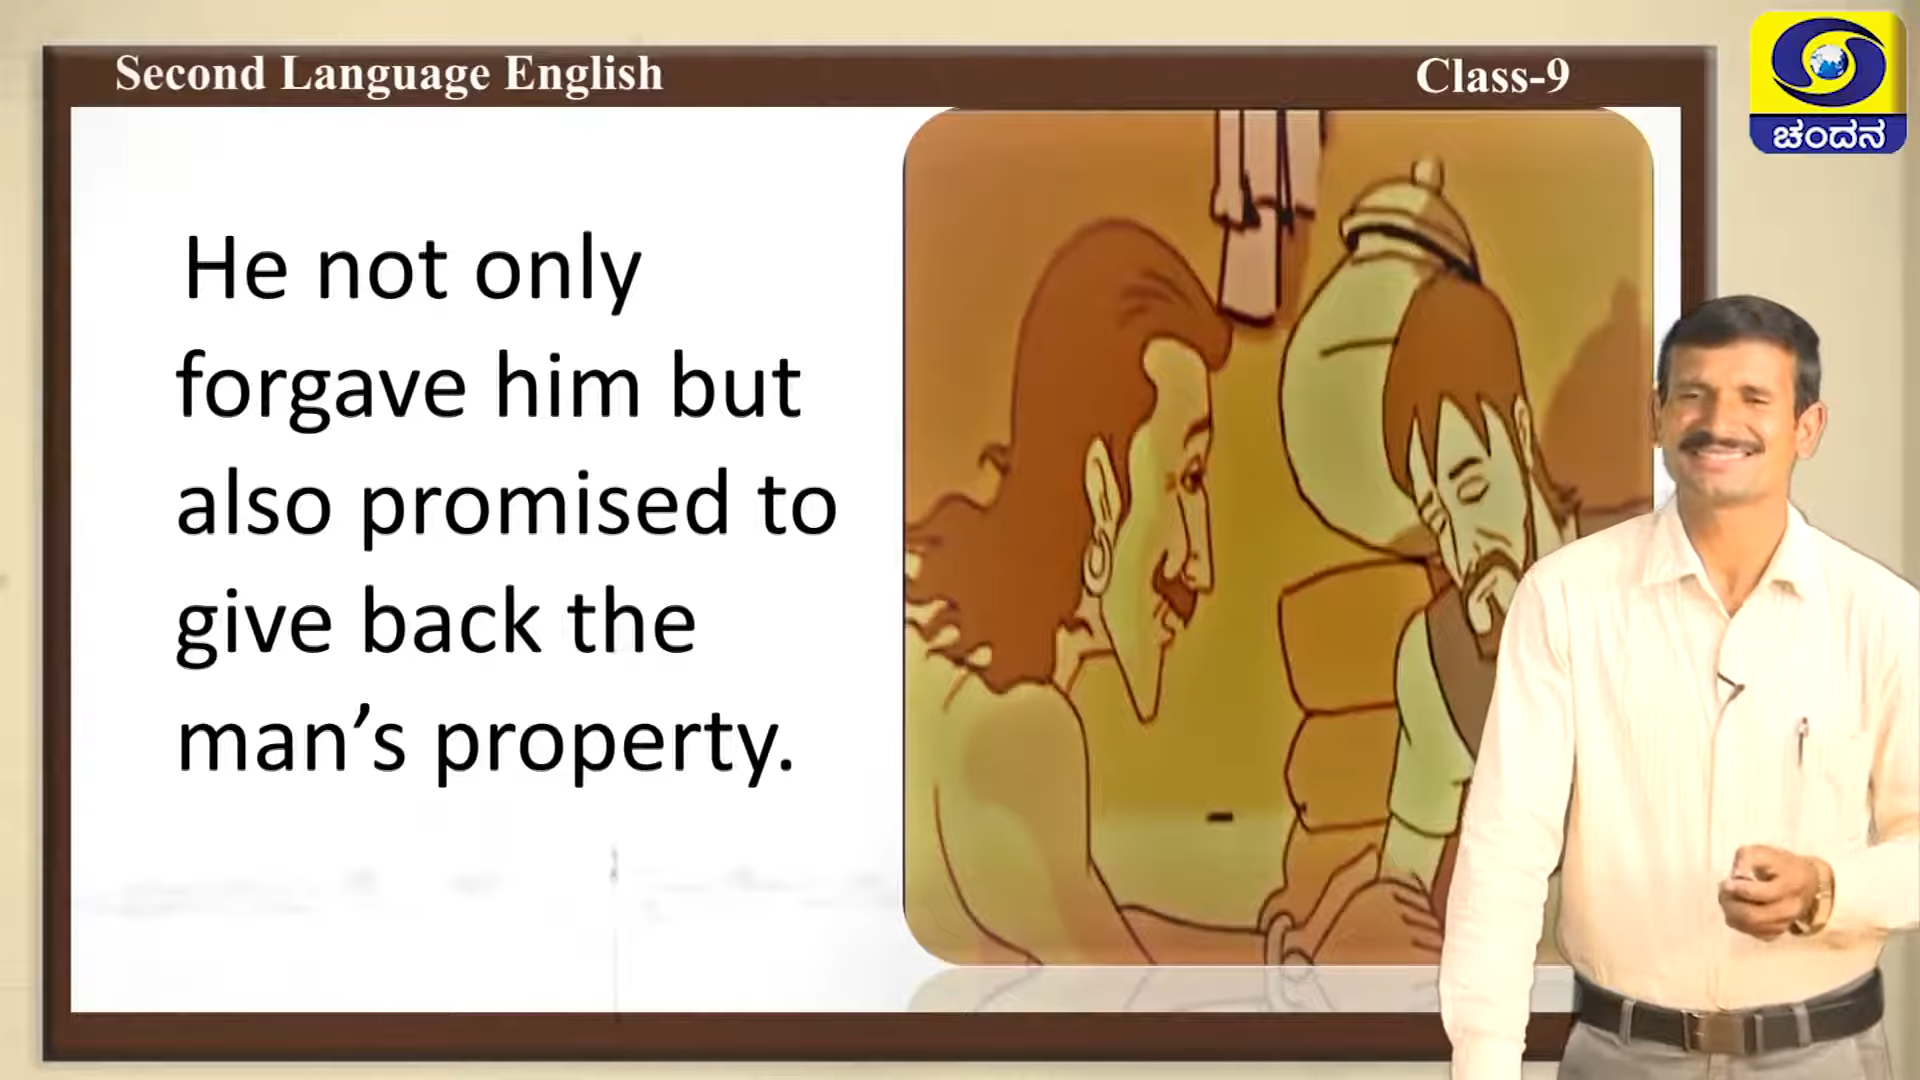 Second Language English
Class-9
ಚಂದನ
He not only
forgave him but
also promised to
give back the
man’s property.